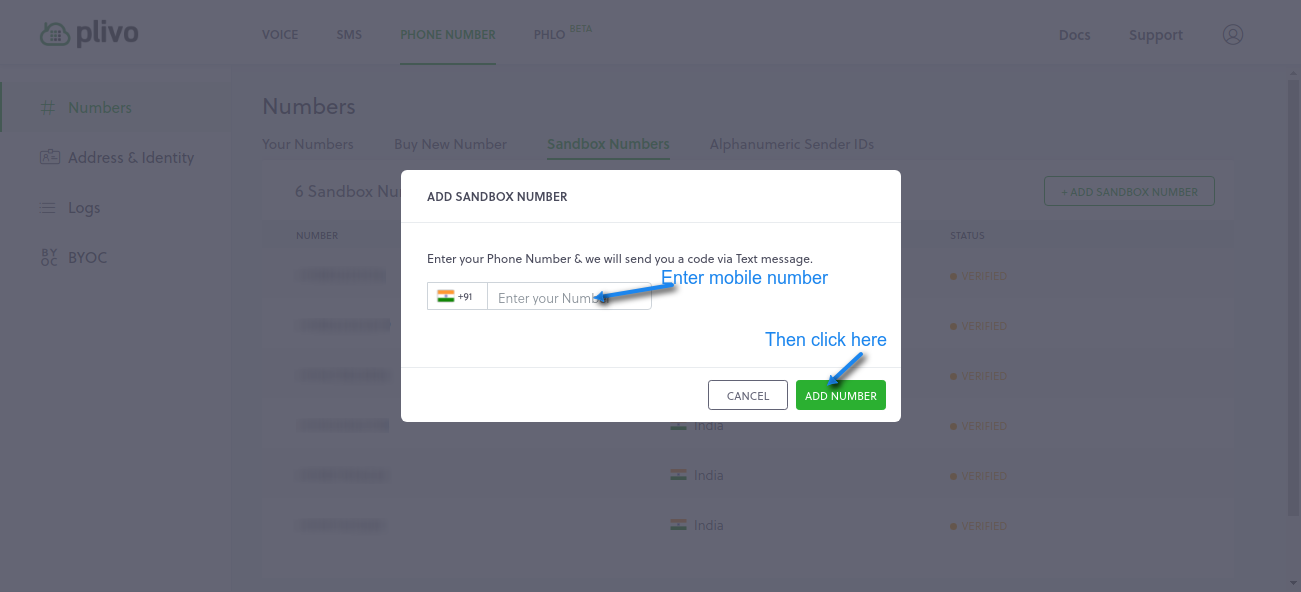 plivo
VOICE SMS PHONE NUMBER PHLO BETA Docs Support
Numbers
Address & Identity
Logs
BYOC
Numbers
Your Numbers Buy New Number Sandbox Numbers Alphanumeric Sender IDs
6 Sandbox Nu
+ ADD SANDBOX NUMBER
NUMBER STATUS
VERIFIED
VERIFIED
VERIFIED
India VERIFIED
India VERIFIED
India VERIFIED
ADD SANDBOX NUMBER
Enter your Phone Number & we will send you a code via Text message.
Enter mobile number
+91 Enter your Number
Then click here
CANCEL ADD NUMBER